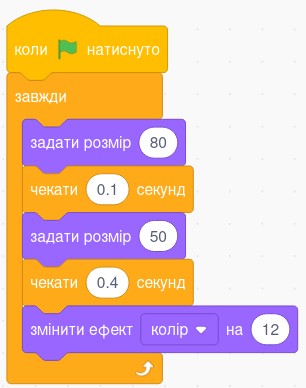 коли натиснуто
завжди
задати розмір 80
чекати 0.1 секунд
задати розмір 50
чекати 0.4 секунд
змінити ефект колір на 12